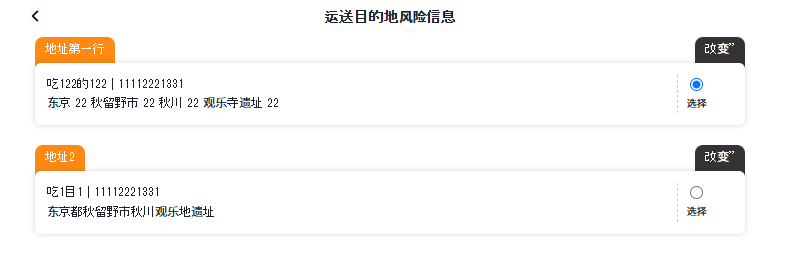 运送目的地风险信息
地址第一行
改变”
吃122的122 | 11112221331
东京 22 秋留野市 22 秋川 22 观乐寺遗址 22
选择
地址2
改变”
吃1目1 | 11112221331
东京都秋留野市秋川观乐地遗址
选择